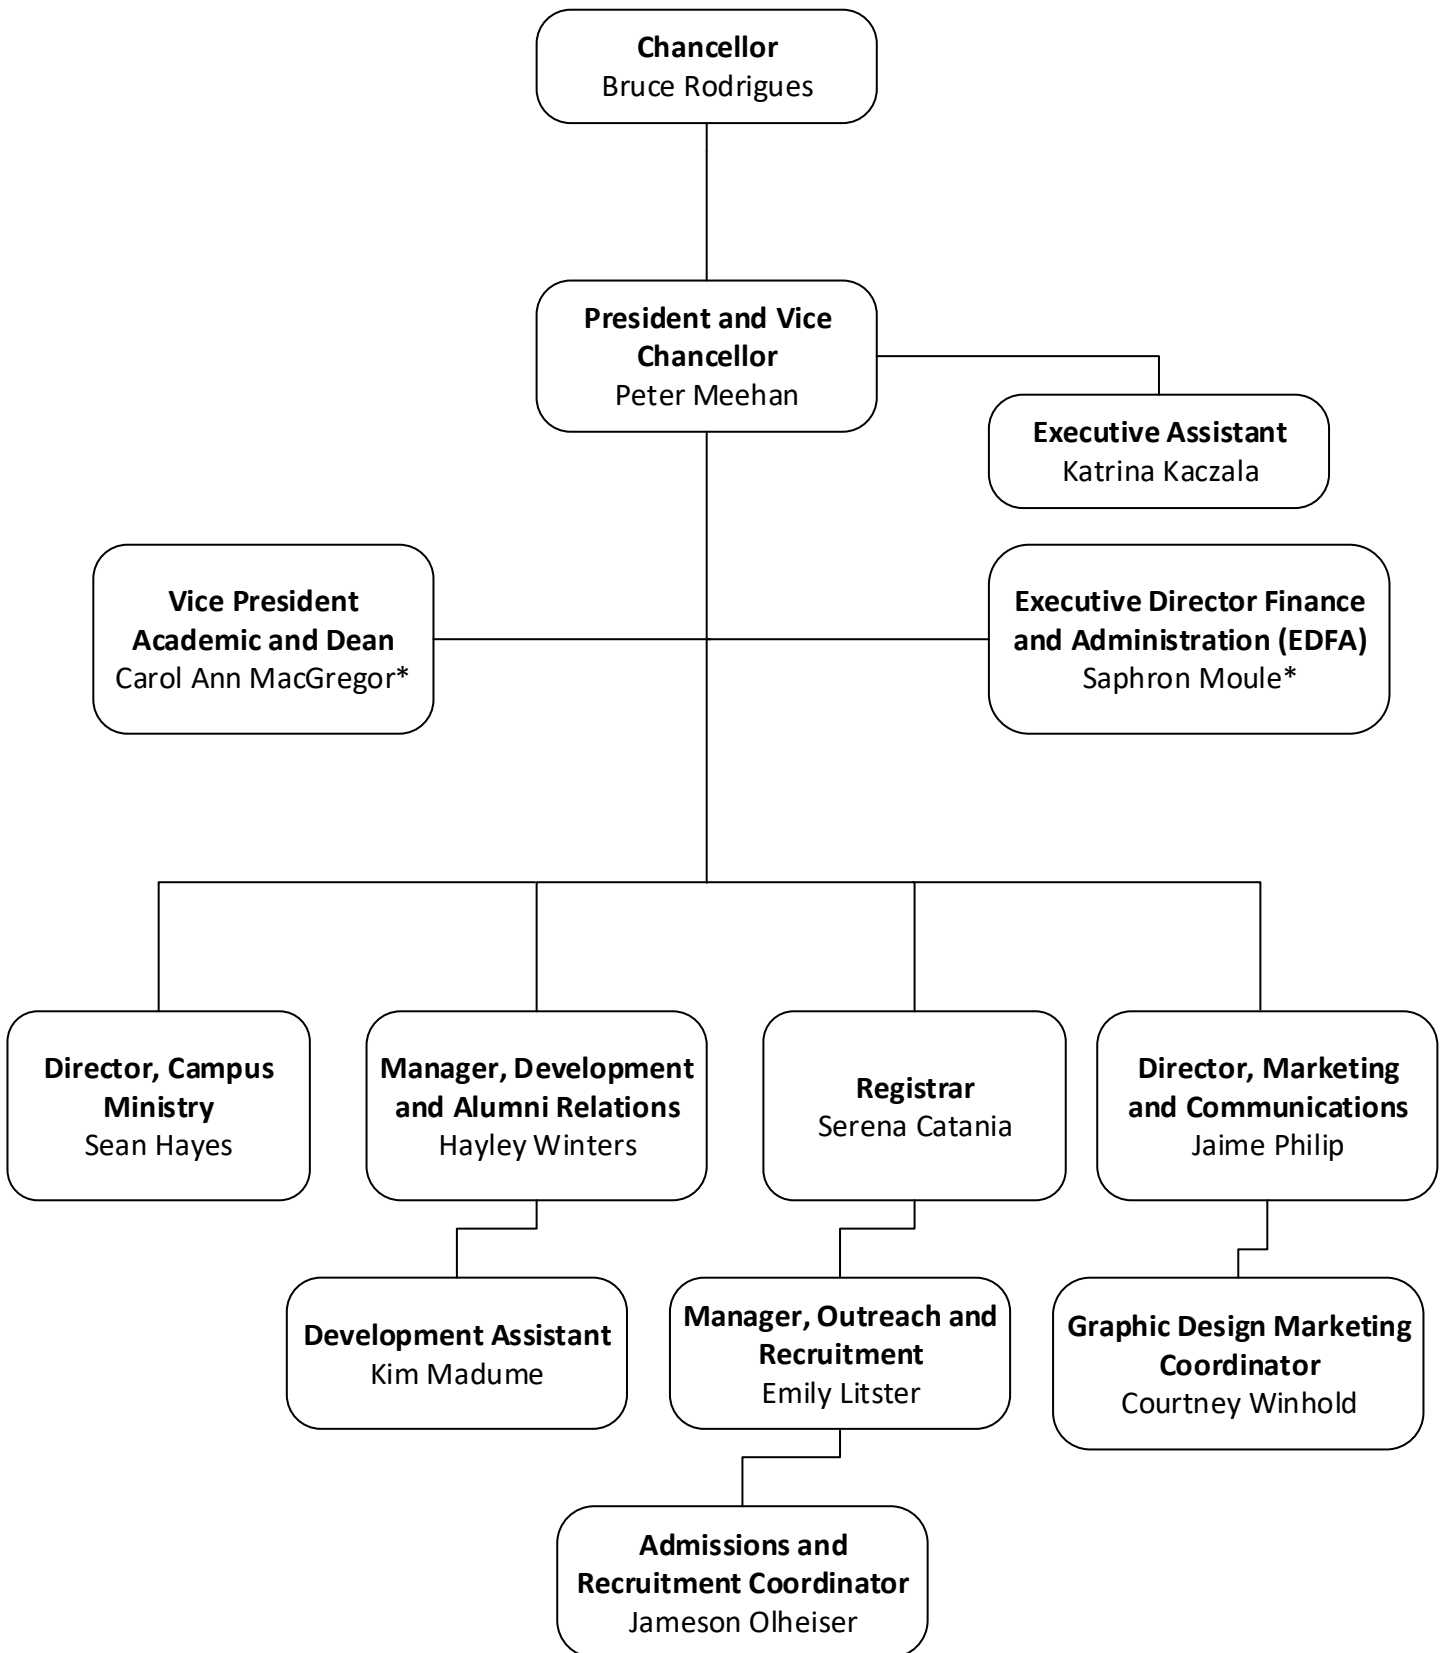 Chancellor
Bruce Rodrigues
President and Vice
Chancellor
Peter Meehan
Executive Assistant
Katrina Kaczala
Vice President
Academic and Dean
Carol Ann MacGregor*
Executive Director Finance
and Administration (EDFA)
Saphron Moule*
Director, Campus
Ministry
Sean Hayes
Manager, Development
and Alumni Relations
Hayley Winters
Registrar
Serena Catania
Director, Marketing
and Communications
Jaime Philip
Development Assistant
Kim Madume
Manager, Outreach and
Recruitment
Emily Litster
Graphic Design Marketing
Coordinator
Courtney Winhold
Admissions and
Recruitment Coordinator
Jameson Olheiser